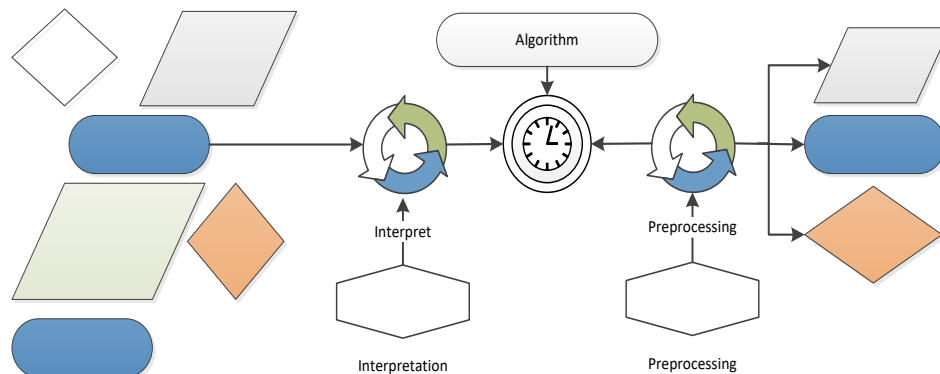 Algorithm
Interpret
Preprocessing
Interpretation
Preprocessing